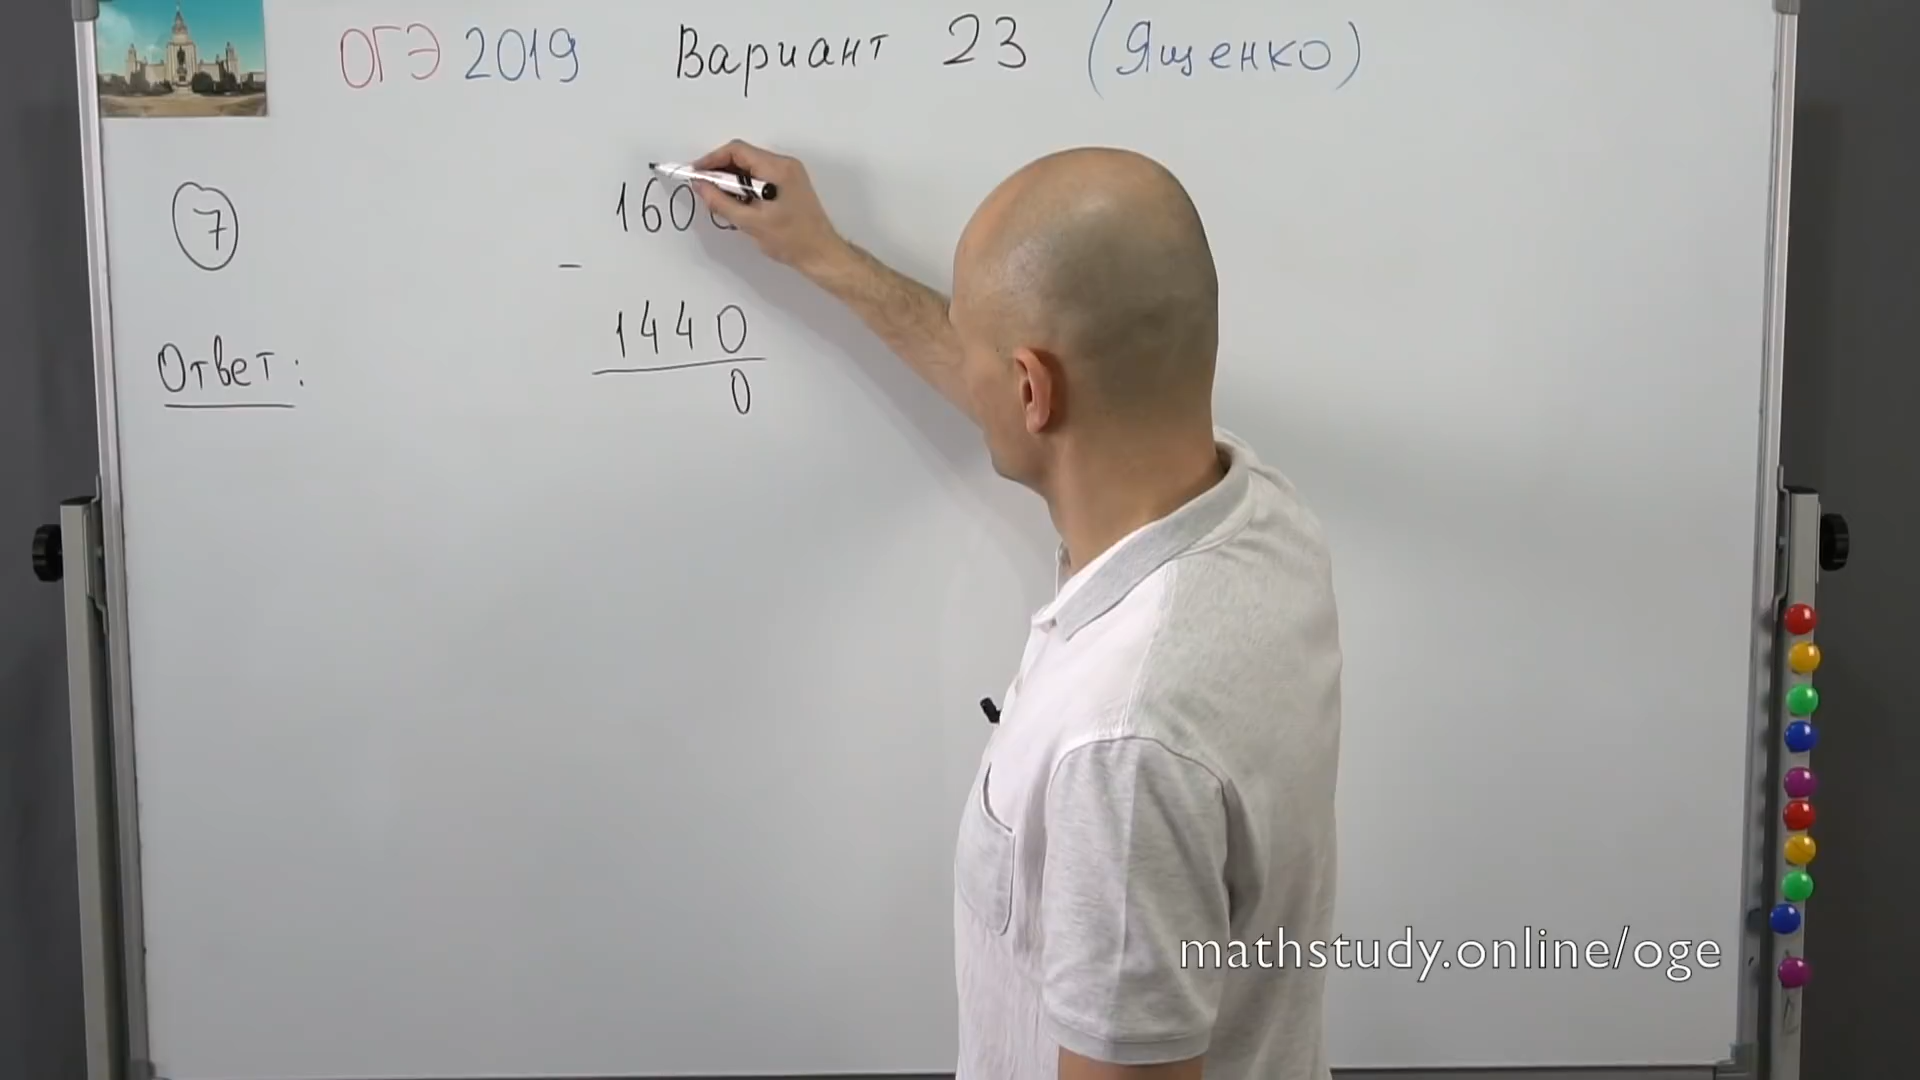 ОГЭ 2019 Вариант 23 (Ященко)
7
160
–
1440
0
Ответ:
mathstudy.online/oge